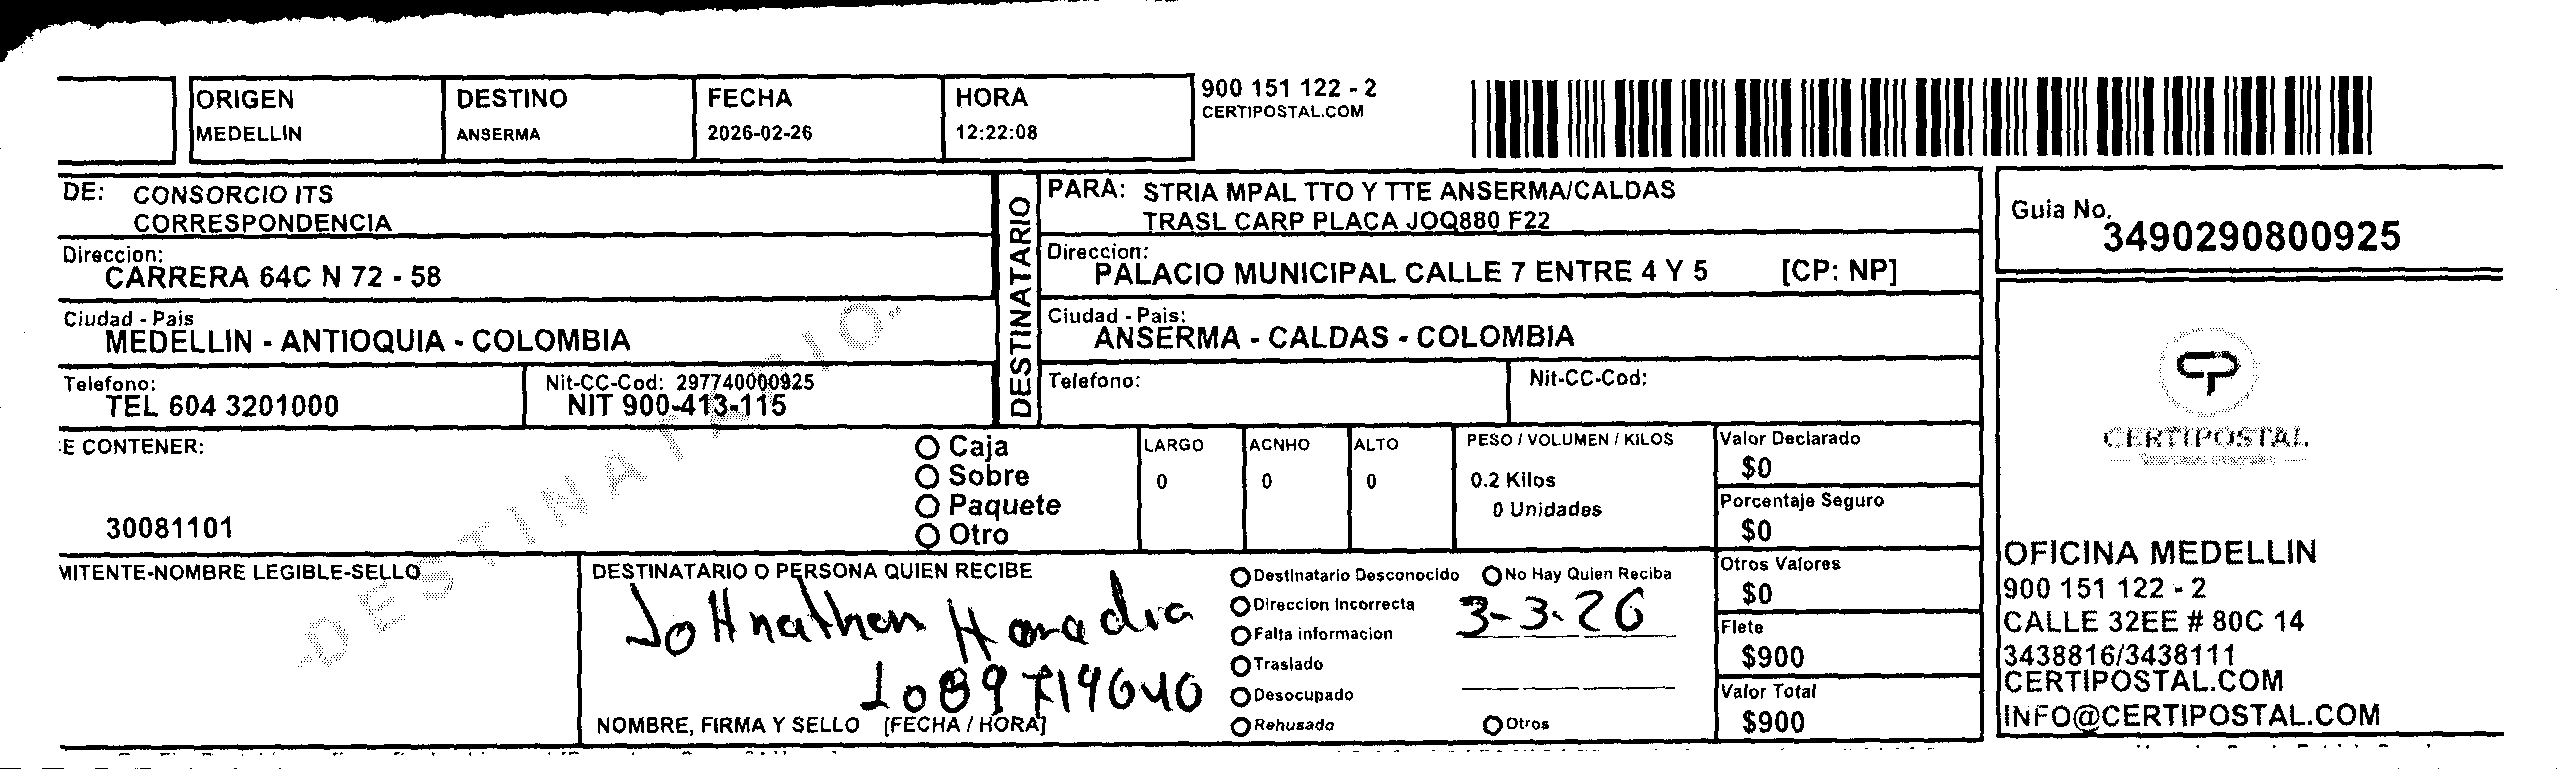 ORIGEN
MEDELLIN
DESTINO
ANSERMA
FECHA
2026-02-26
HORA
12:22:08
900 151 122 - 2
CERTIPOSTAL.COM
DE: CONSORCIO ITS
CORRESPONDENCIA
Direccion:
CARRERA 64C N 72 - 58
Ciudad - Pais
MEDELLIN - ANTIOQUIA - COLOMBIA
Telefono:
TEL 604 3201000
Nit-CC-Cod: 297740000925
NIT 900-413-115
DESTINATARIO
PARA: STRIA MPAL TTO Y TTE ANSERMA/CALDAS
TRASL CARP PLACA JOQ880 F22
Direccion:
PALACIO MUNICIPAL CALLE 7 ENTRE 4 Y 5 [CP: NP]
Ciudad - Pais:
ANSERMA - CALDAS - COLOMBIA
Telefono:
Nit-CC-Cod:
Guia No.
3490290800925
E CONTENER:
30081101
Caja
Sobre
Paquete
Otro
LARGO
0
ACNHO
0
ALTO
0
PESO / VOLUMEN / KILOS
0.2 Kilos
0 Unidades
Valor Declarado
$0
Porcentaje Seguro
$0
Otros Valores
$0
Flete
$900
Valor Total
$900
-DESTINATARIO-
MITENTE-NOMBRE LEGIBLE-SELLO
DESTINATARIO O PERSONA QUIEN RECIBE
Johnathan
NOMBRE, FIRMA Y SELLO [FECHA / HORA]
Destinatario Desconocido
Direccion Incorrecta
Falta informacion
Traslado
Desocupado
Rehusado
No Hay Quien Reciba
3-3-26
Otros
CERTIPOSTAL
OFICINA MEDELLIN
900 151 122 - 2
CALLE 32EE # 80C 14
3438816/3438111
CERTIPOSTAL.COM
INFO@CERTIPOSTAL.COM